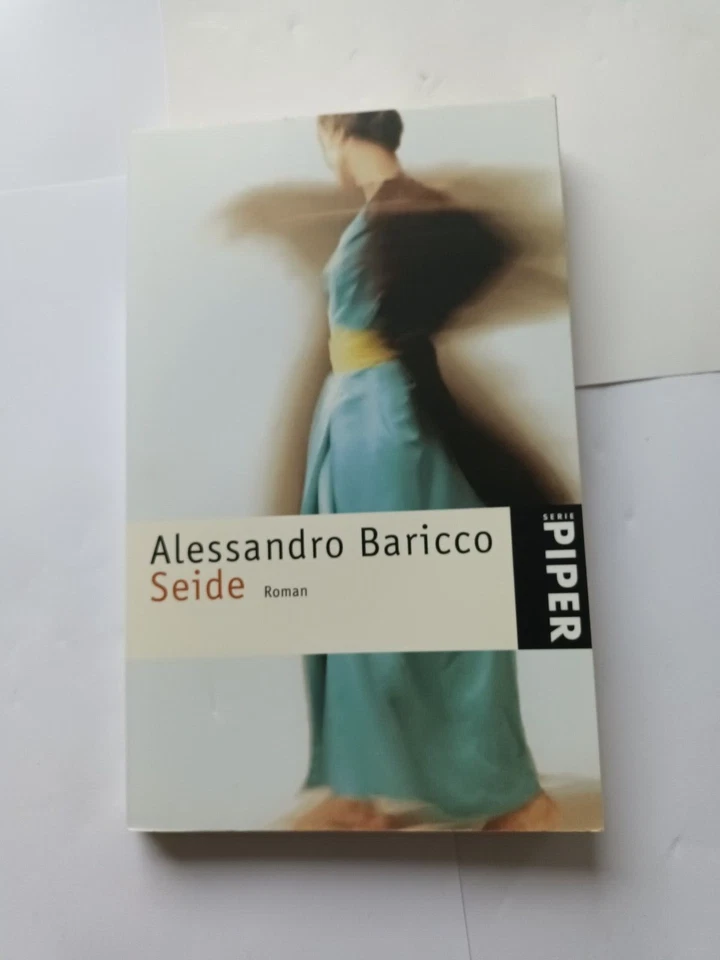 Alessandro Baricco
Seide Roman
SERIE
PIPER